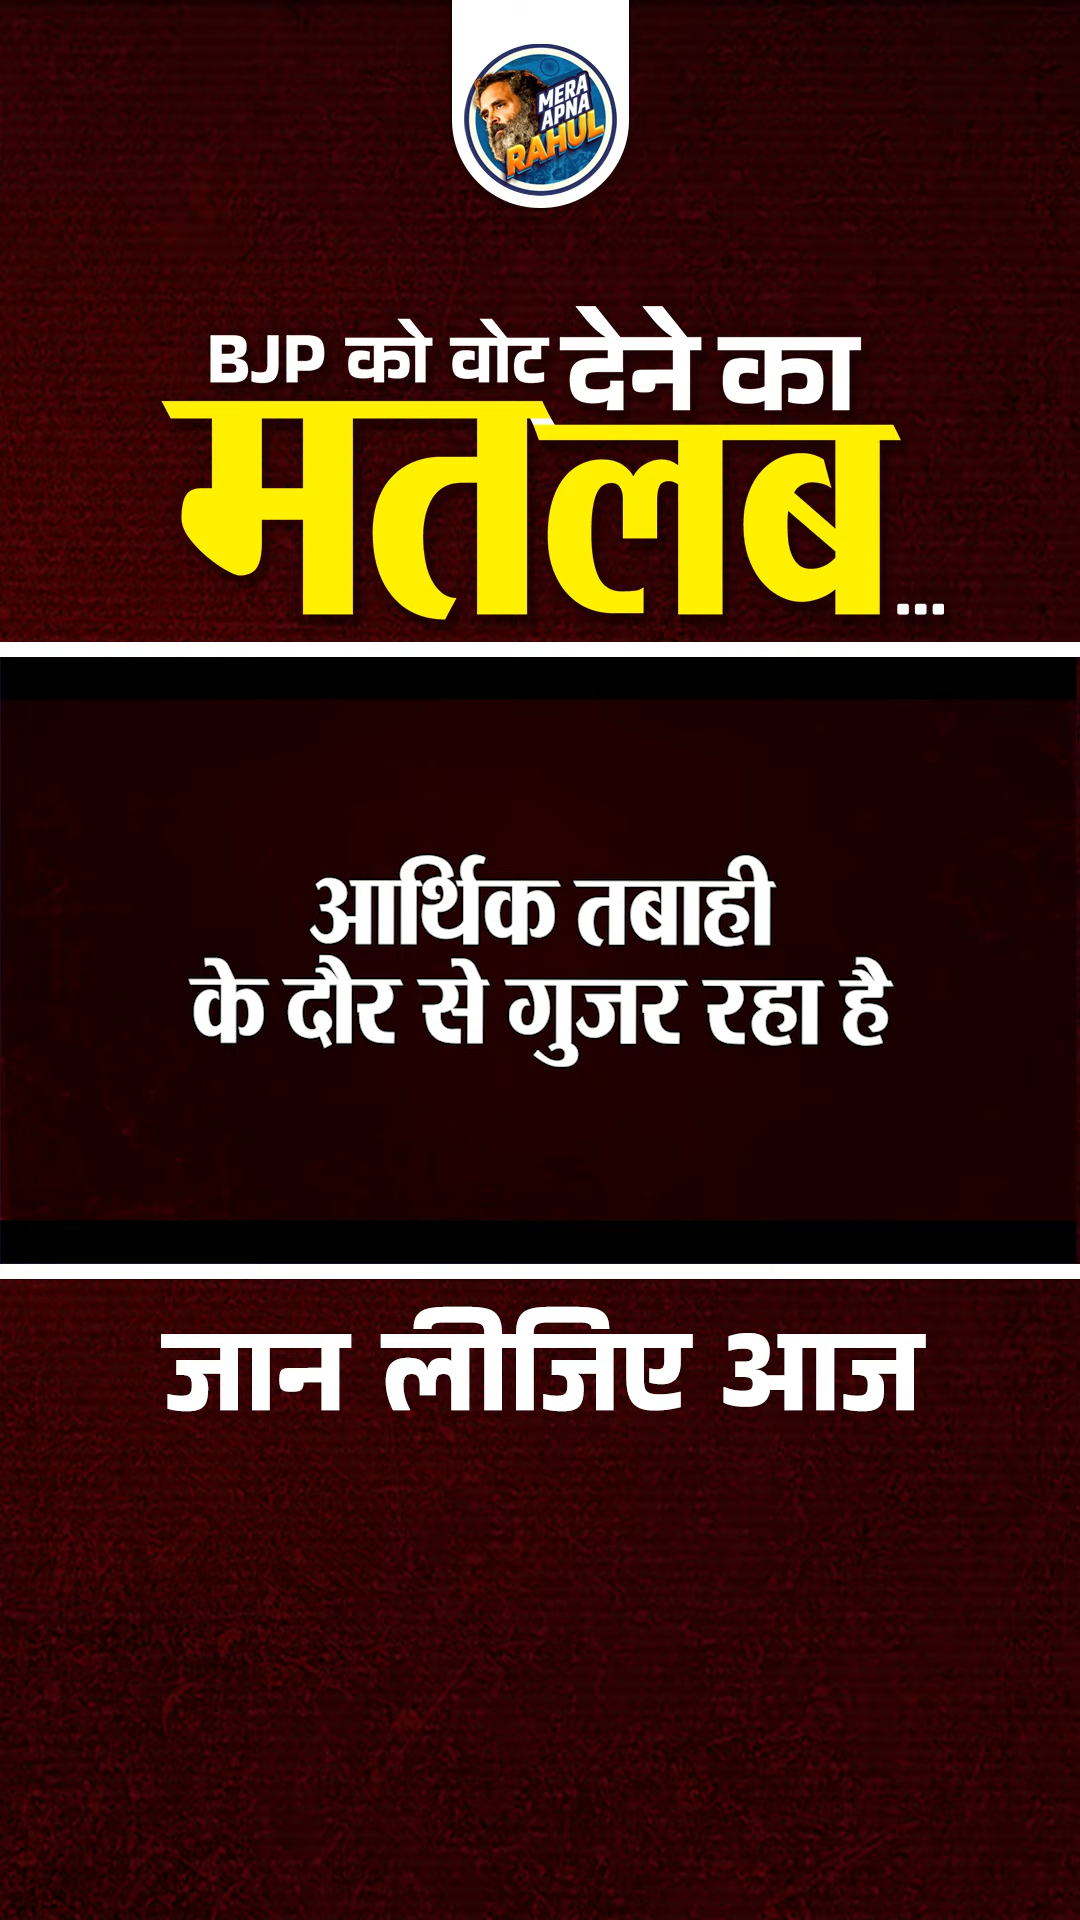 MERA
APNA
RAHUL
BJP को वोट देने का
मतलब...
आर्थिक तबाही
के दौर से गुजर रहा है
जान लीजिए आज